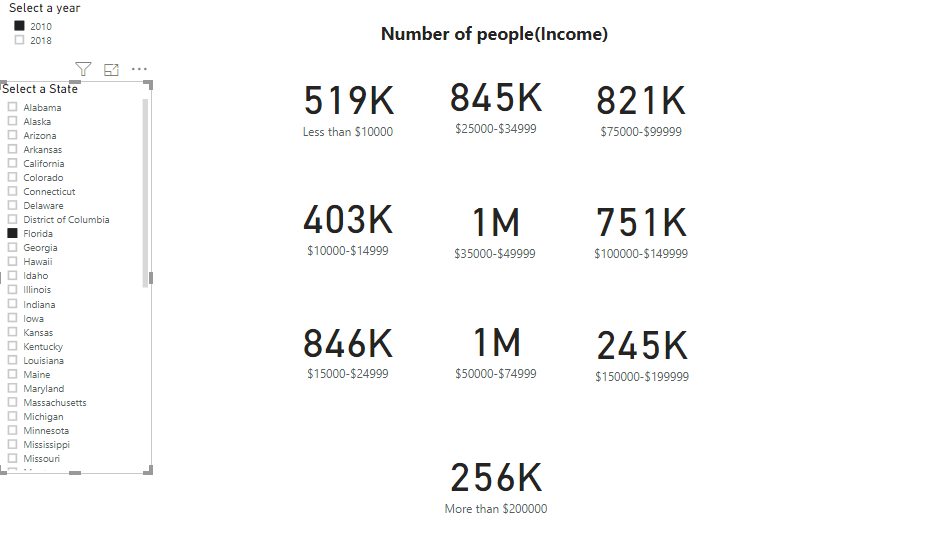 Select a year
2010
2018
Select a State
Alabama
Alaska
Arizona
Arkansas
California
Colorado
Connecticut
Delaware
District of Columbia
Florida
Georgia
Hawaii
Idaho
Illinois
Indiana
Iowa
Kansas
Kentucky
Louisiana
Maine
Maryland
Massachusetts
Michigan
Minnesota
Mississippi
Missouri
Number of people(Income)
519K
Less than $10000
845K
$25000-$34999
821K
$75000-$99999
403K
$10000-$14999
1M
$35000-$49999
751K
$100000-$149999
846K
$15000-$24999
1M
$50000-$74999
245K
$150000-$199999
256K
More than $200000